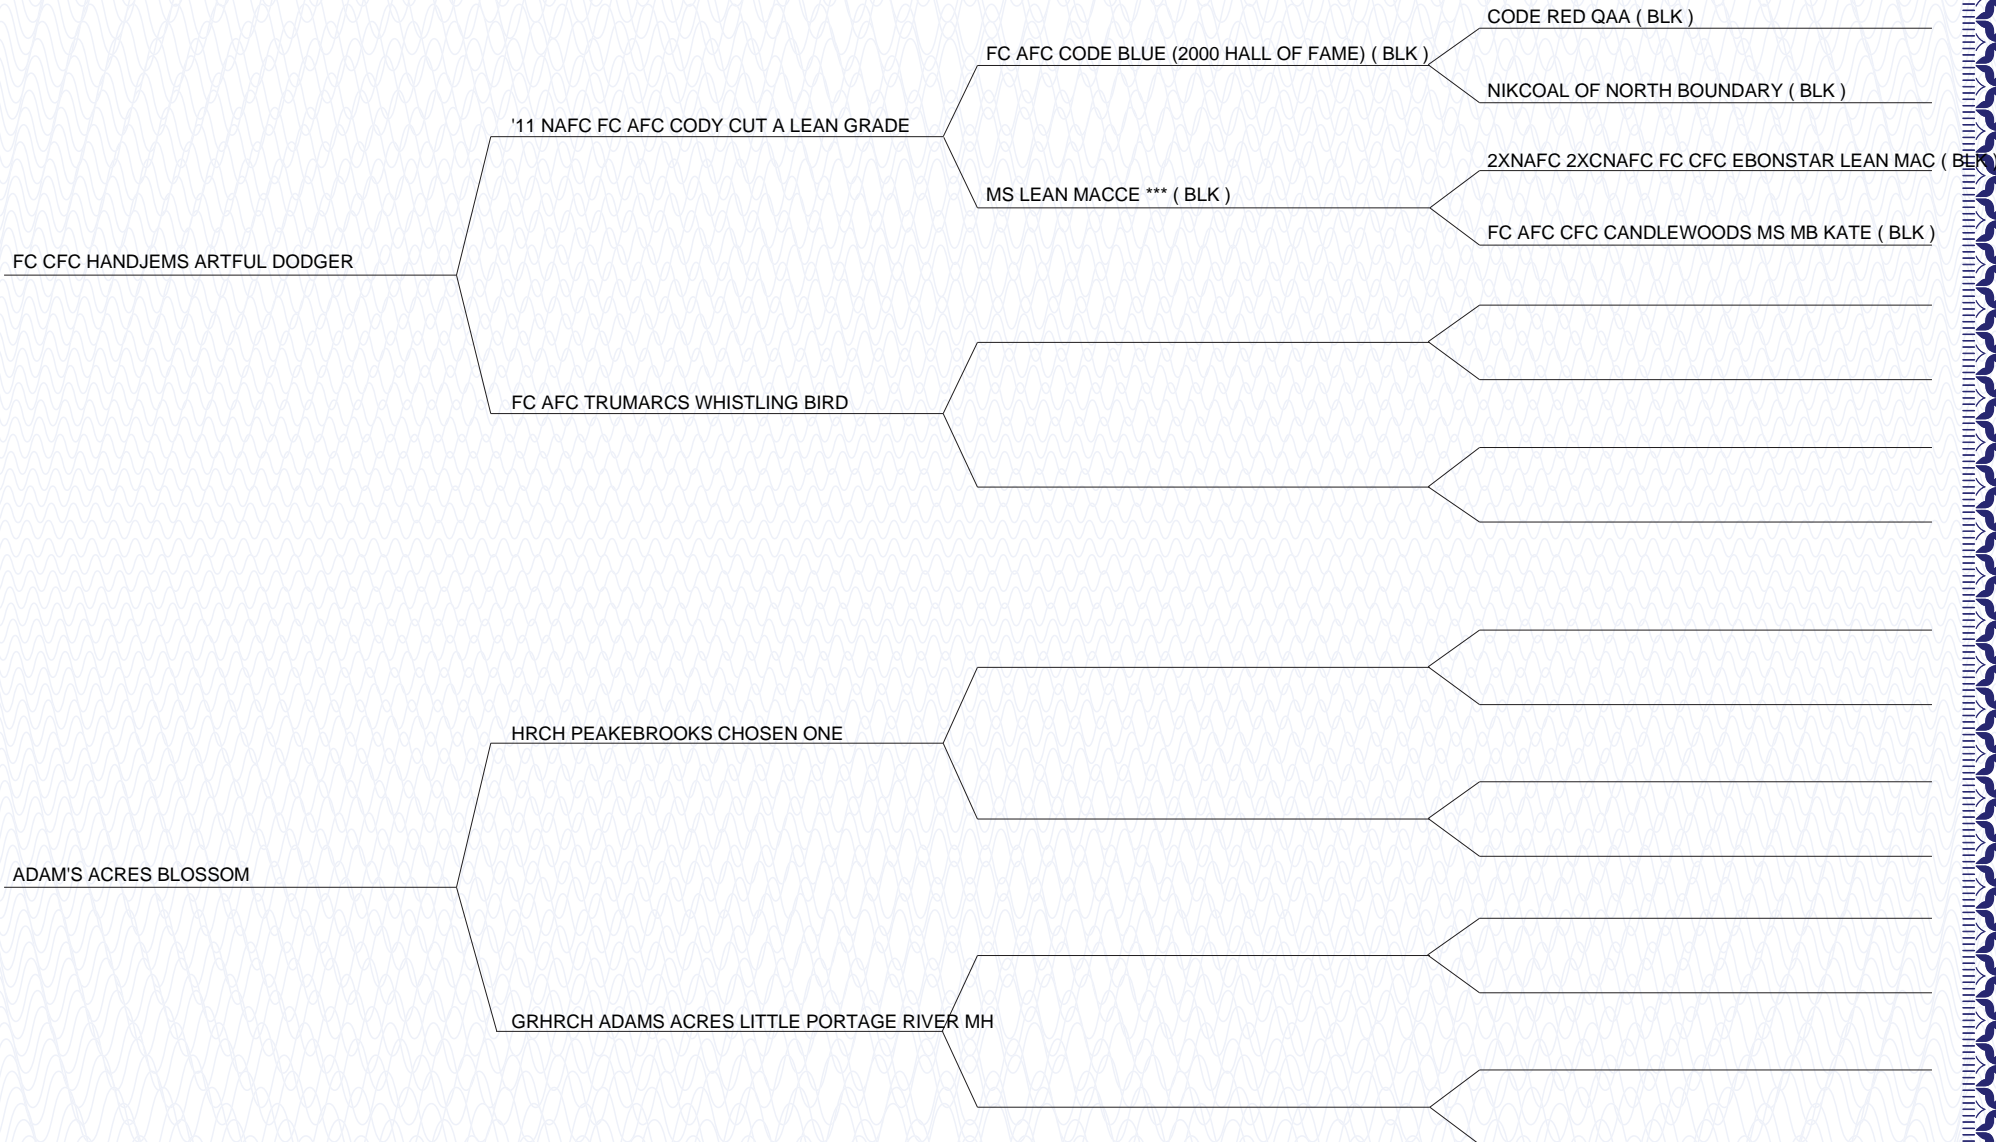 CODE RED QAA ( BLK )
FC AFC CODE BLUE (2000 HALL OF FAME) ( BLK )
NIKCOAL OF NORTH BOUNDARY ( BLK )
'11 NAFC FC AFC CODY CUT A LEAN GRADE
2XNAFC 2XCNAFC FC CFC EBONSTAR LEAN MAC ( BLK )
MS LEAN MACCE *** ( BLK )
FC AFC CFC CANDLEWOODS MS MB KATE ( BLK )
FC CFC HANDJEMS ARTFUL DODGER
FC AFC TRUMARCS WHISTLING BIRD
HRCH PEAKEBROOKS CHOSEN ONE
ADAM'S ACRES BLOSSOM
GRHRCH ADAMS ACRES LITTLE PORTAGE RIVER MH